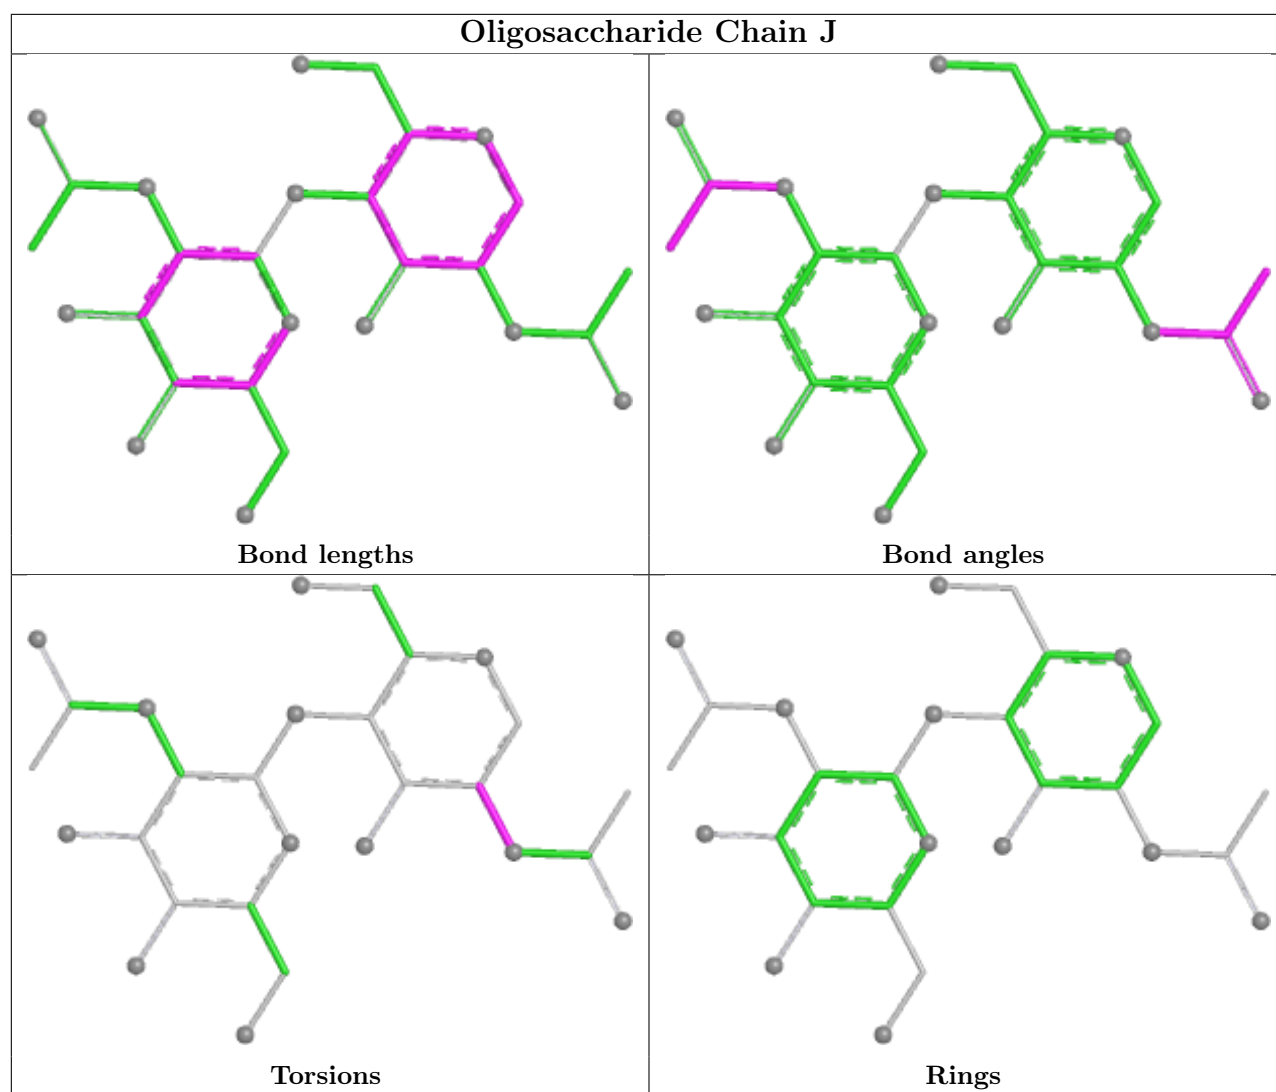 Oligosaccharide Chain J
Bond lengths
Bond angles
Torsions
Rings